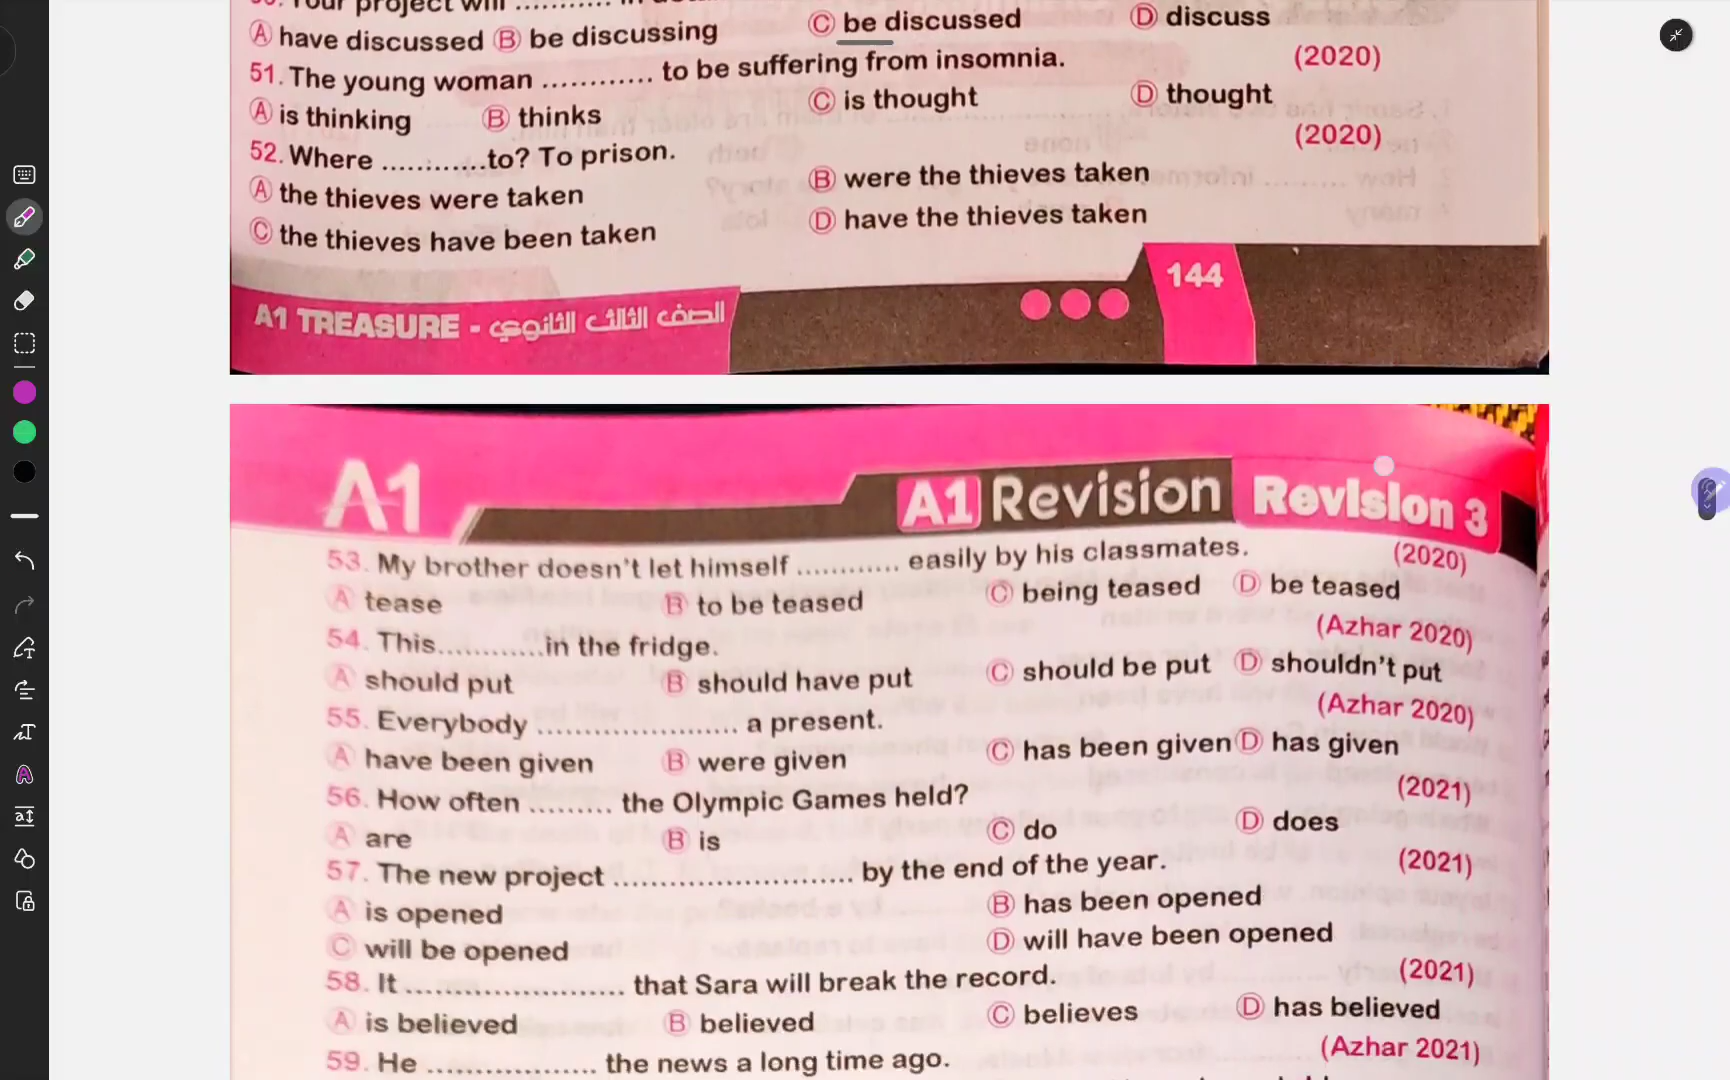 Your project will ............ in
Ⓐ have discussed Ⓑ be discussing Ⓒ be discussed Ⓓ discuss
51. The young woman ............ to be suffering from insomnia. (2020)
Ⓐ is thinking Ⓑ thinks Ⓒ is thought Ⓓ thought
52. Where ............to? To prison. (2020)
Ⓐ the thieves were taken Ⓑ were the thieves taken
Ⓒ the thieves have been taken Ⓓ have the thieves taken
A1 TREASURE - الصف الثالث الثانوي 144
A1 A1 Revision Revision 3
53. My brother doesn't let himself ............ easily by his classmates. (2020)
Ⓐ tease Ⓑ to be teased Ⓒ being teased Ⓓ be teased
54. This............in the fridge. (Azhar 2020)
Ⓐ should put Ⓑ should have put Ⓒ should be put Ⓓ shouldn't put
55. Everybody ...................... a present. (Azhar 2020)
Ⓐ have been given Ⓑ were given Ⓒ has been given Ⓓ has given
56. How often ......... the Olympic Games held? (2021)
Ⓐ are Ⓑ is Ⓒ do Ⓓ does
57. The new project .......................... by the end of the year. (2021)
Ⓐ is opened Ⓑ has been opened
Ⓒ will be opened Ⓓ will have been opened
58. It ........................ that Sara will break the record. (2021)
Ⓐ is believed Ⓑ believed Ⓒ believes Ⓓ has believed
59. He ................... the news a long time ago. (Azhar 2021)